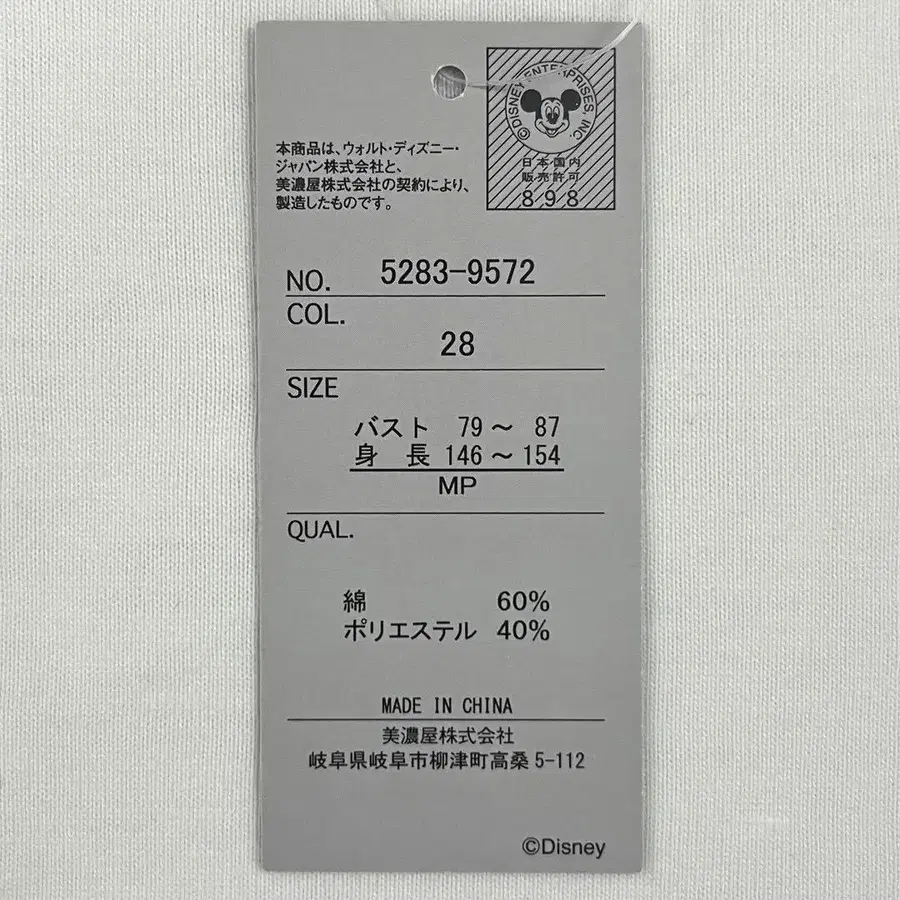 ©DISNEY ENTERPRISES, INC.
日本国内
販売許可
898
本商品は、ウォルト・ディズニー・
ジャパン株式会社と、
美濃屋株式会社の契約により、
製造したものです。
NO. 5283-9572
COL.
28
SIZE
バスト 79～ 87
身 長 146～154
MP
QUAL.
綿 60%
ポリエステル 40%
MADE IN CHINA
美濃屋株式会社
岐阜県岐阜市柳津町高桑5-112
©Disney